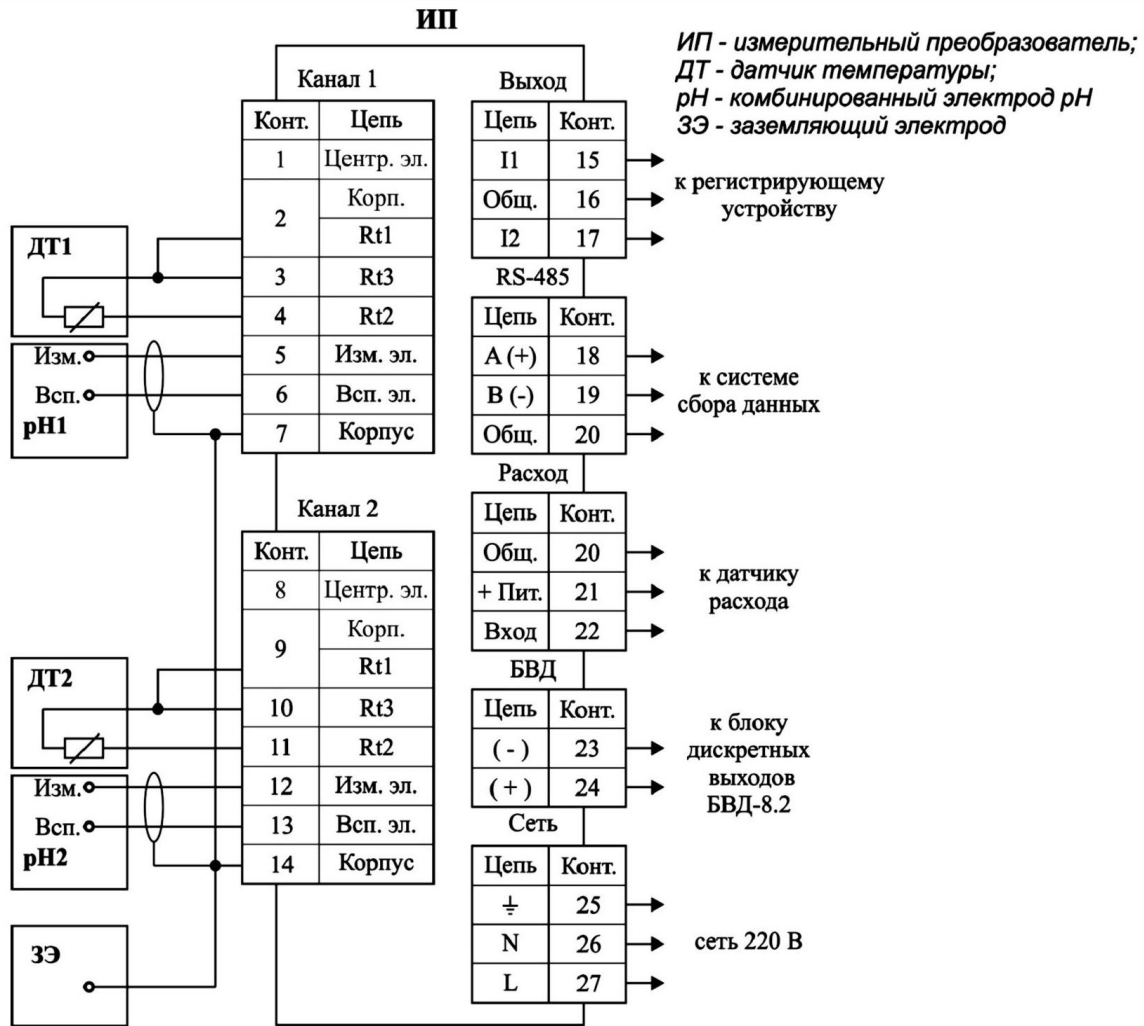 ИП
ИП - измерительный преобразователь;
ДТ - датчик температуры;
рН - комбинированный электрод рН
ЗЭ - заземляющий электрод
Канал 1
Конт. Цепь
1 Центр. эл.
2 Корп.
Rt1
3 Rt3
4 Rt2
5 Изм. эл.
6 Всп. эл.
7 Корпус
ДТ1
Изм.
Всп.
рН1
Канал 2
Конт. Цепь
8 Центр. эл.
9 Корп.
Rt1
10 Rt3
11 Rt2
12 Изм. эл.
13 Всп. эл.
14 Корпус
ДТ2
Изм.
Всп.
рН2
ЗЭ
Выход
Цепь Конт.
I1 15
Общ. 16
I2 17
к регистрирующему
устройству
RS-485
Цепь Конт.
A (+) 18
B (-) 19
Общ. 20
к системе
сбора данных
Расход
Цепь Конт.
Общ. 20
+ Пит. 21
Вход 22
к датчику
расхода
БВД
Цепь Конт.
( - ) 23
( + ) 24
к блоку
дискретных
выходов
БВД-8.2
Сеть
Цепь Конт.
⏚ 25
N 26
L 27
сеть 220 В